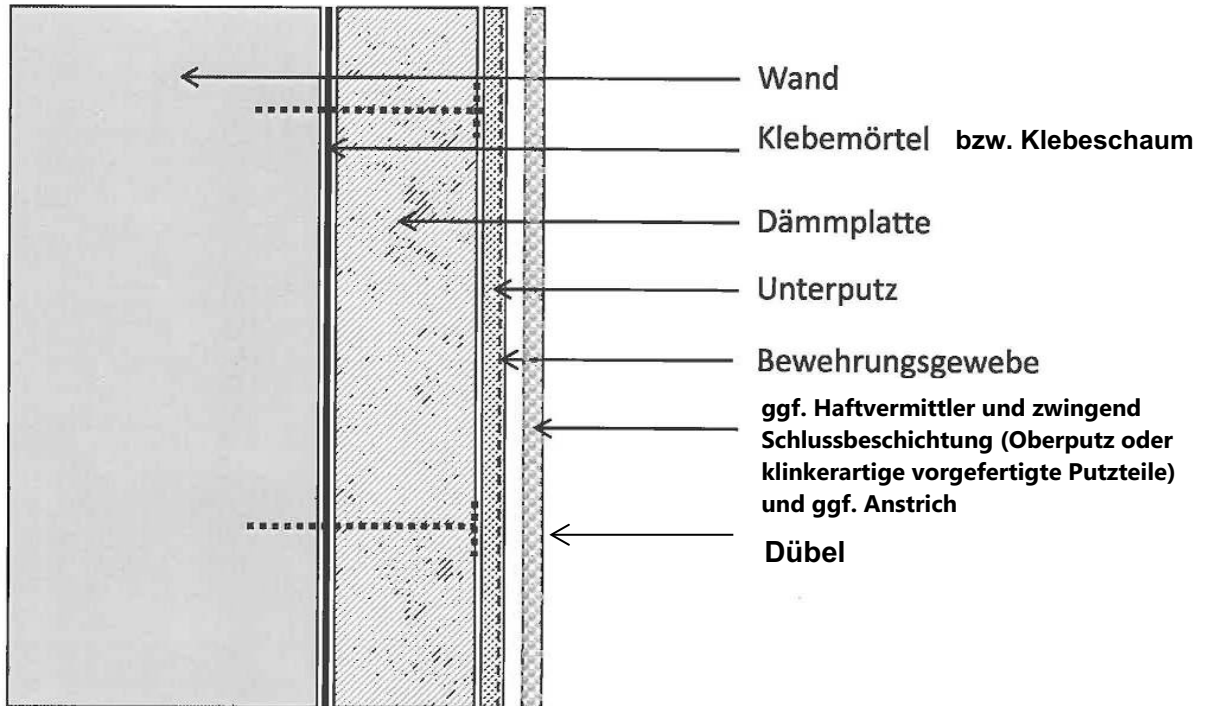 Wand
Klebemörtel bzw. Klebeschaum
Dämmplatte
Unterputz
Bewehrungsgewebe
ggf. Haftvermittler und zwingend
Schlussbeschichtung (Oberputz oder
klinkerartige vorgefertigte Putzteile)
und ggf. Anstrich
Dübel